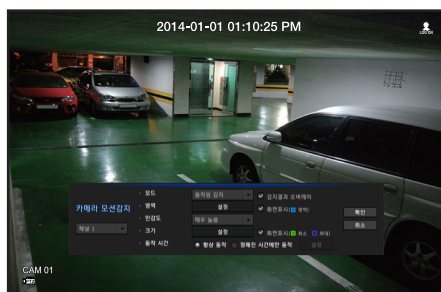 2014-01-01 01:10:25 PM
LOG ON
카메라 모션감지
채널 1
모드
움직임 감지
감지결과 오버레이
영역
설정
화면표시(영역)
민감도
매우 높음
크기
설정
화면표시(최소 최대)
동작 시간
항상 동작
정해진 시간에만 동작
설정
확인
취소
CAM 01